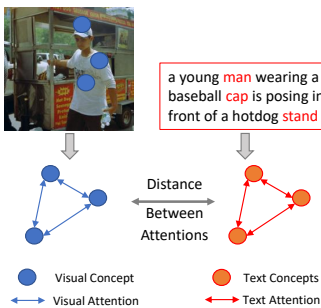 a young man wearing a
baseball cap is posing in
front of a hotdog stand
Distance
Between
Attentions
Visual Concept
Text Concepts
Visual Attention
Text Attention